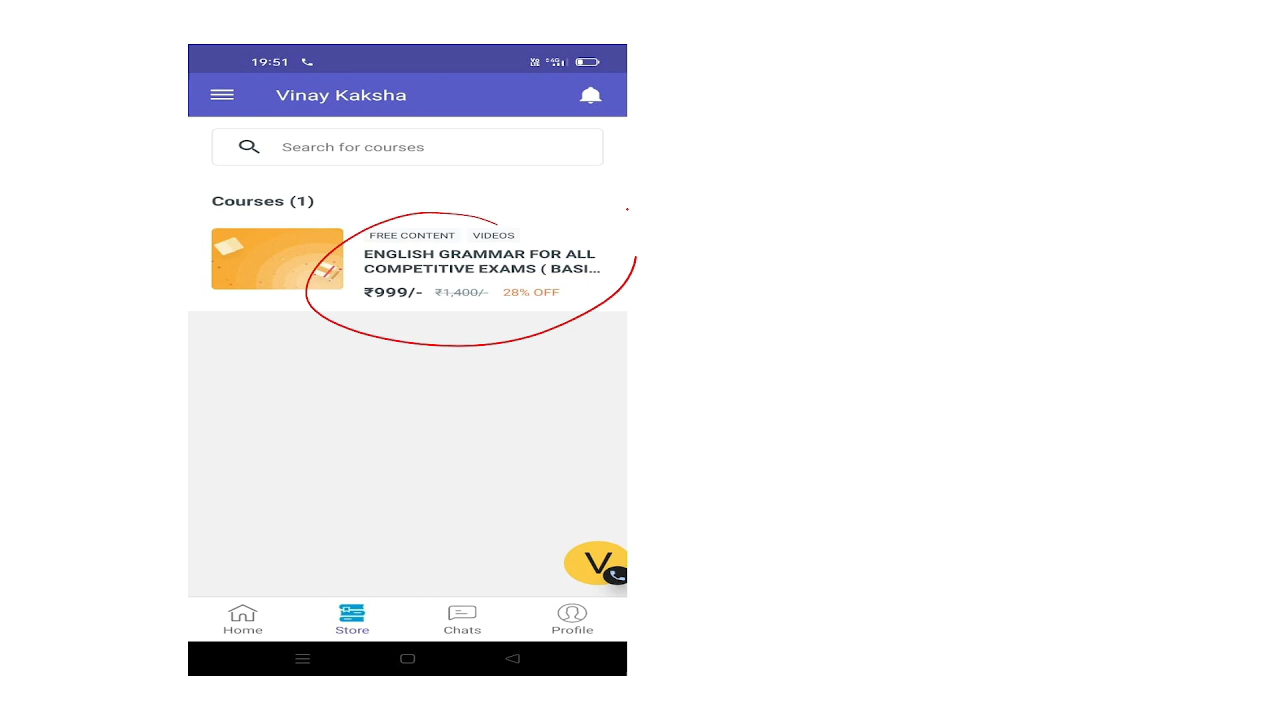 19:51
Vinay Kaksha
Search for courses
Courses (1)
FREE CONTENT VIDEOS
ENGLISH GRAMMAR FOR ALL
COMPETITIVE EXAMS ( BASI...
₹999/- ₹1,400/- 28% OFF
V
Home Store Chats Profile